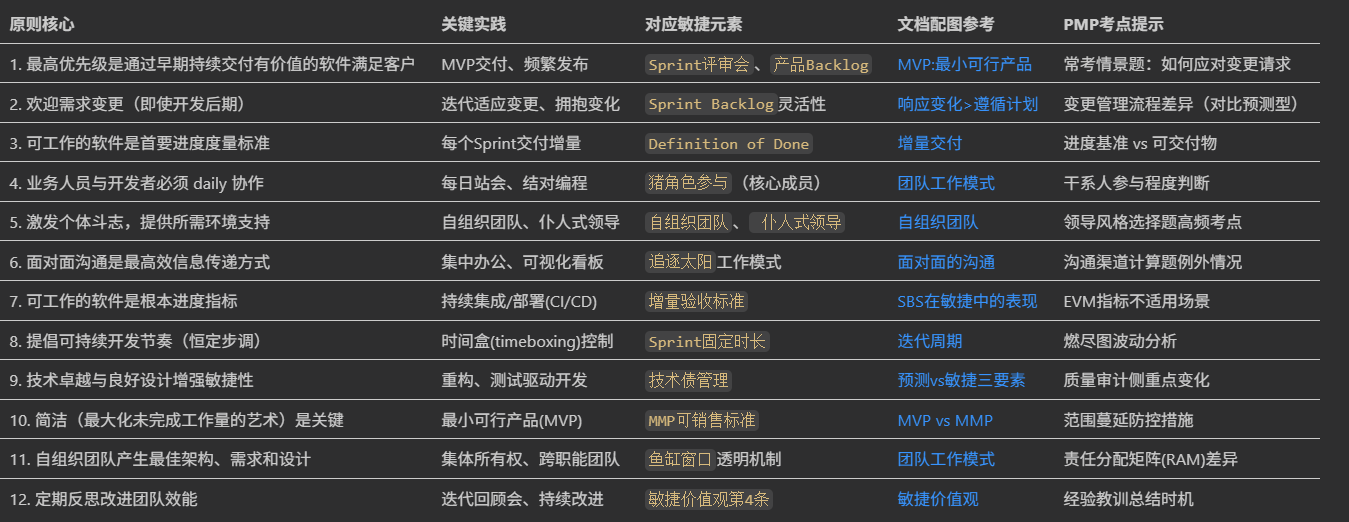 原则核心 关键实践 对应敏捷元素 文档配图参考 PMP考点提示
1. 最高优先级是通过早期持续交付有价值的软件满足客户 MVP交付、频繁发布 Sprint评审会、产品Backlog MVP:最小可行产品 常考情景题：如何应对变更请求
2. 欢迎需求变更（即使开发后期） 迭代适应变更、拥抱变化 Sprint Backlog灵活性 响应变化>遵循计划 变更管理流程差异（对比预测型）
3. 可工作的软件是首要进度度量标准 每个Sprint交付增量 Definition of Done 增量交付 进度基准 vs 可交付物
4. 业务人员与开发者必须 daily 协作 每日站会、结对编程 猪角色参与（核心成员） 团队工作模式 干系人参与程度判断
5. 激发个体斗志，提供所需环境支持 自组织团队、仆人式领导 自组织团队、 仆人式领导 自组织团队 领导风格选择题高频考点
6. 面对面沟通是最高效信息传递方式 集中办公、可视化看板 追逐太阳工作模式 面对面的沟通 沟通渠道计算题例外情况
7. 可工作的软件是根本进度指标 持续集成/部署(CI/CD) 增量验收标准 SBS在敏捷中的表现 EVM指标不适用场景
8. 提倡可持续开发节奏（恒定步调） 时间盒(timeboxing)控制 Sprint固定时长 迭代周期 燃尽图波动分析
9. 技术卓越与良好设计增强敏捷性 重构、测试驱动开发 技术债管理 预测vs敏捷三要素 质量审计侧重点变化
10. 简洁（最大化未完成工作量的艺术）是关键 最小可行产品(MVP) MMP可销售标准 MVP vs MMP 范围蔓延防控措施
11. 自组织团队产生最佳架构、需求和设计 集体所有权、跨职能团队 鱼缸窗口透明机制 团队工作模式 责任分配矩阵(RAM)差异
12. 定期反思改进团队效能 迭代回顾会、持续改进 敏捷价值观第4条 敏捷价值观 经验教训总结时机